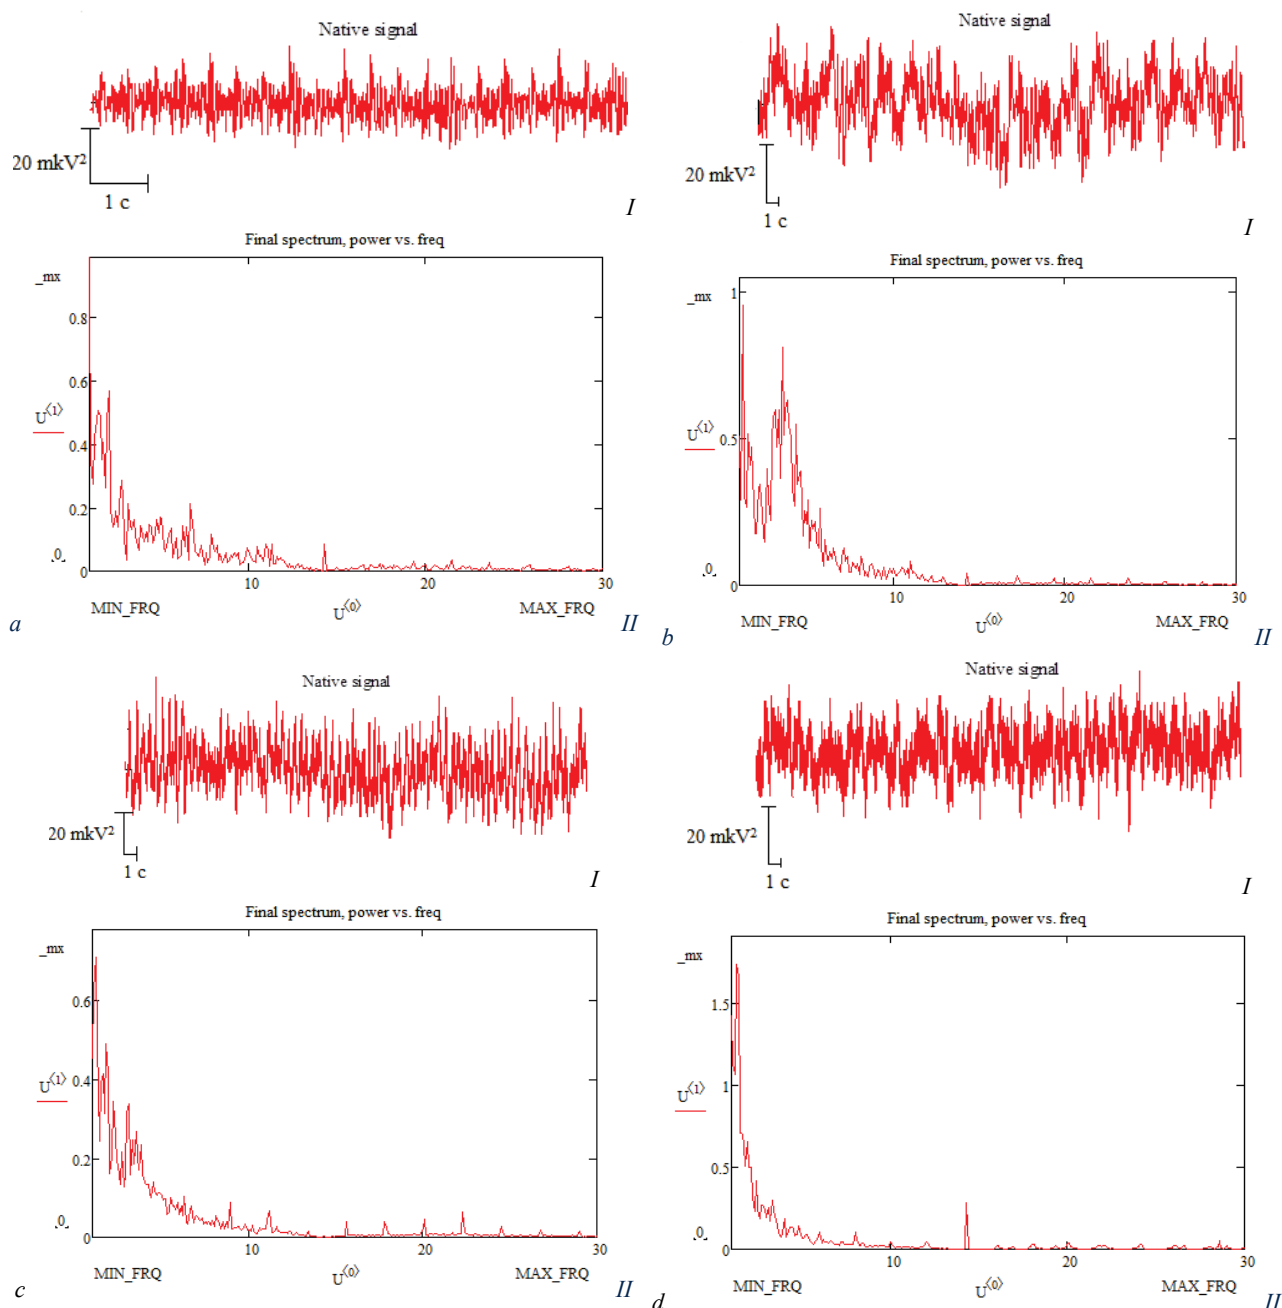 Native signal
20 mkV²
1 c
I
Final spectrum, power vs. freq
_mx
0.8
0.6
U⟨1⟩
0.4
0.2
.0.
0
10
20
30
MIN_FRQ
U⟨0⟩
MAX_FRQ
a
II
Native signal
20 mkV²
1 c
I
Final spectrum, power vs. freq
1
_mx
U⟨1⟩
0.5
.0.
0
10
20
30
MIN_FRQ
U⟨0⟩
MAX_FRQ
b
II
Native signal
20 mkV²
1 c
I
Final spectrum, power vs. freq
_mx
0.6
U⟨1⟩
0.4
0.2
.0.
0
10
20
30
MIN_FRQ
U⟨0⟩
MAX_FRQ
c
II
Native signal
20 mkV²
1 c
I
Final spectrum, power vs. freq
_mx
1.5
U⟨1⟩
1
0.5
.0.
0
10
20
30
MIN_FRQ
U⟨0⟩
MAX_FRQ
d
II